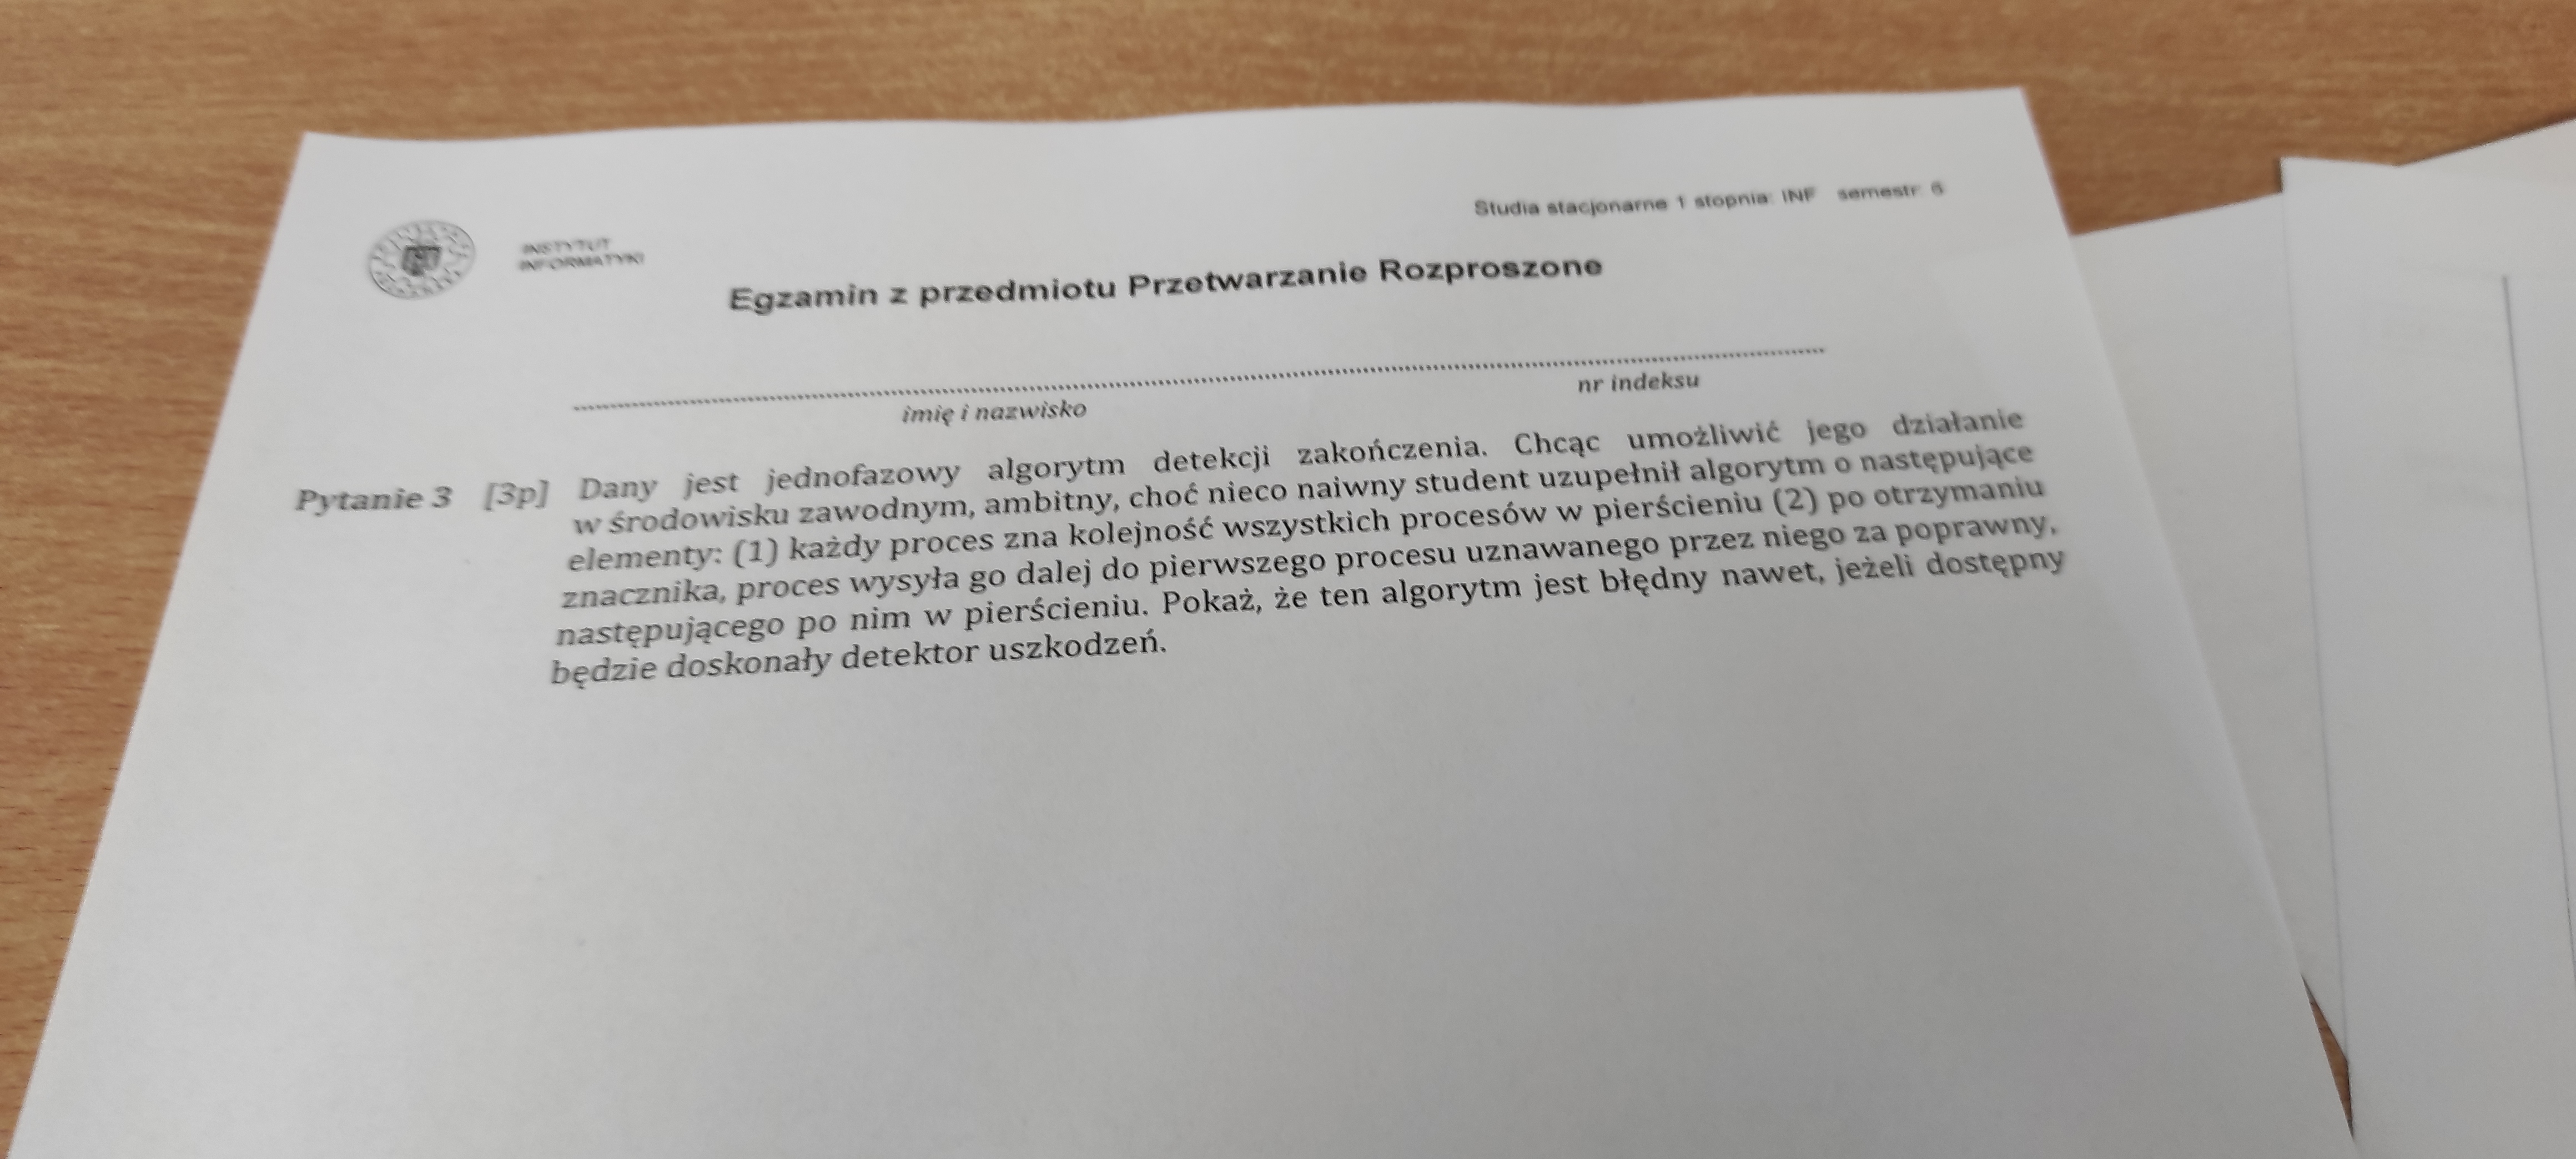 Studia stacjonarne 1 stopnia: INF semestr: 6
INSTYTUT
INFORMATYKI
Egzamin z przedmiotu Przetwarzanie Rozproszone
imię i nazwisko
nr indeksu
Pytanie 3 [3p] Dany jest jednofazowy algorytm detekcji zakończenia. Chcąc umożliwić jego działanie
w środowisku zawodnym, ambitny, choć nieco naiwny student uzupełnił algorytm o następujące
elementy: (1) każdy proces zna kolejność wszystkich procesów w pierścieniu (2) po otrzymaniu
znacznika, proces wysyła go dalej do pierwszego procesu uznawanego przez niego za poprawny,
następującego po nim w pierścieniu. Pokaż, że ten algorytm jest błędny nawet, jeżeli dostępny
będzie doskonały detektor uszkodzeń.